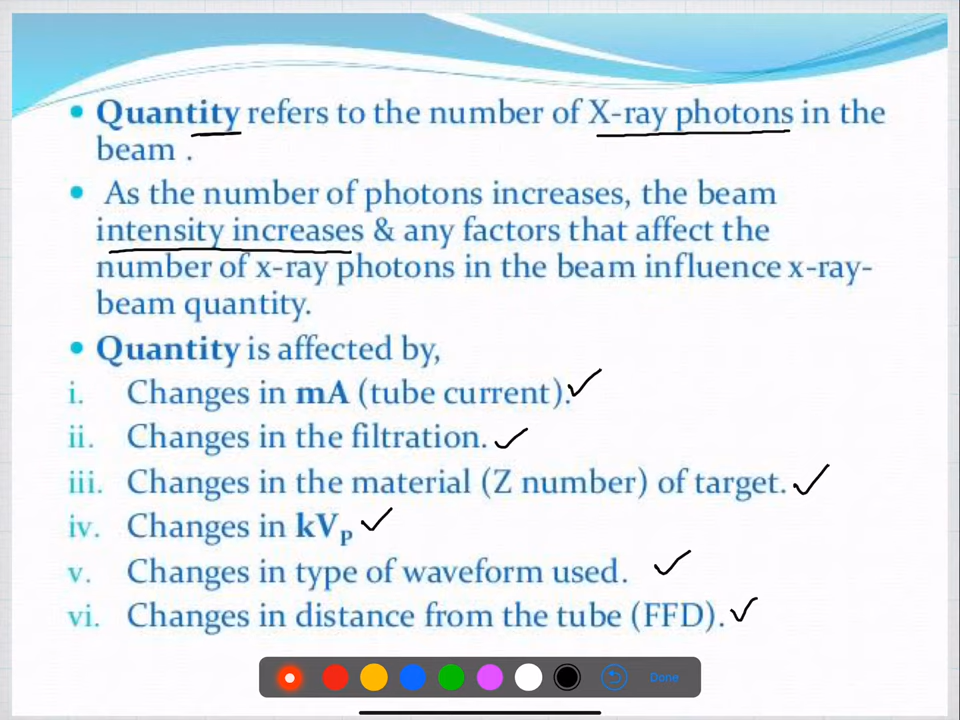 • Quantity refers to the number of X-ray photons in the
beam .
• As the number of photons increases, the beam
intensity increases & any factors that affect the
number of x-ray photons in the beam influence x-ray-
beam quantity.
• Quantity is affected by,
i. Changes in mA (tube current).
ii. Changes in the filtration.
iii. Changes in the material (Z number) of target.
iv. Changes in kVp
v. Changes in type of waveform used.
vi. Changes in distance from the tube (FFD).
Done